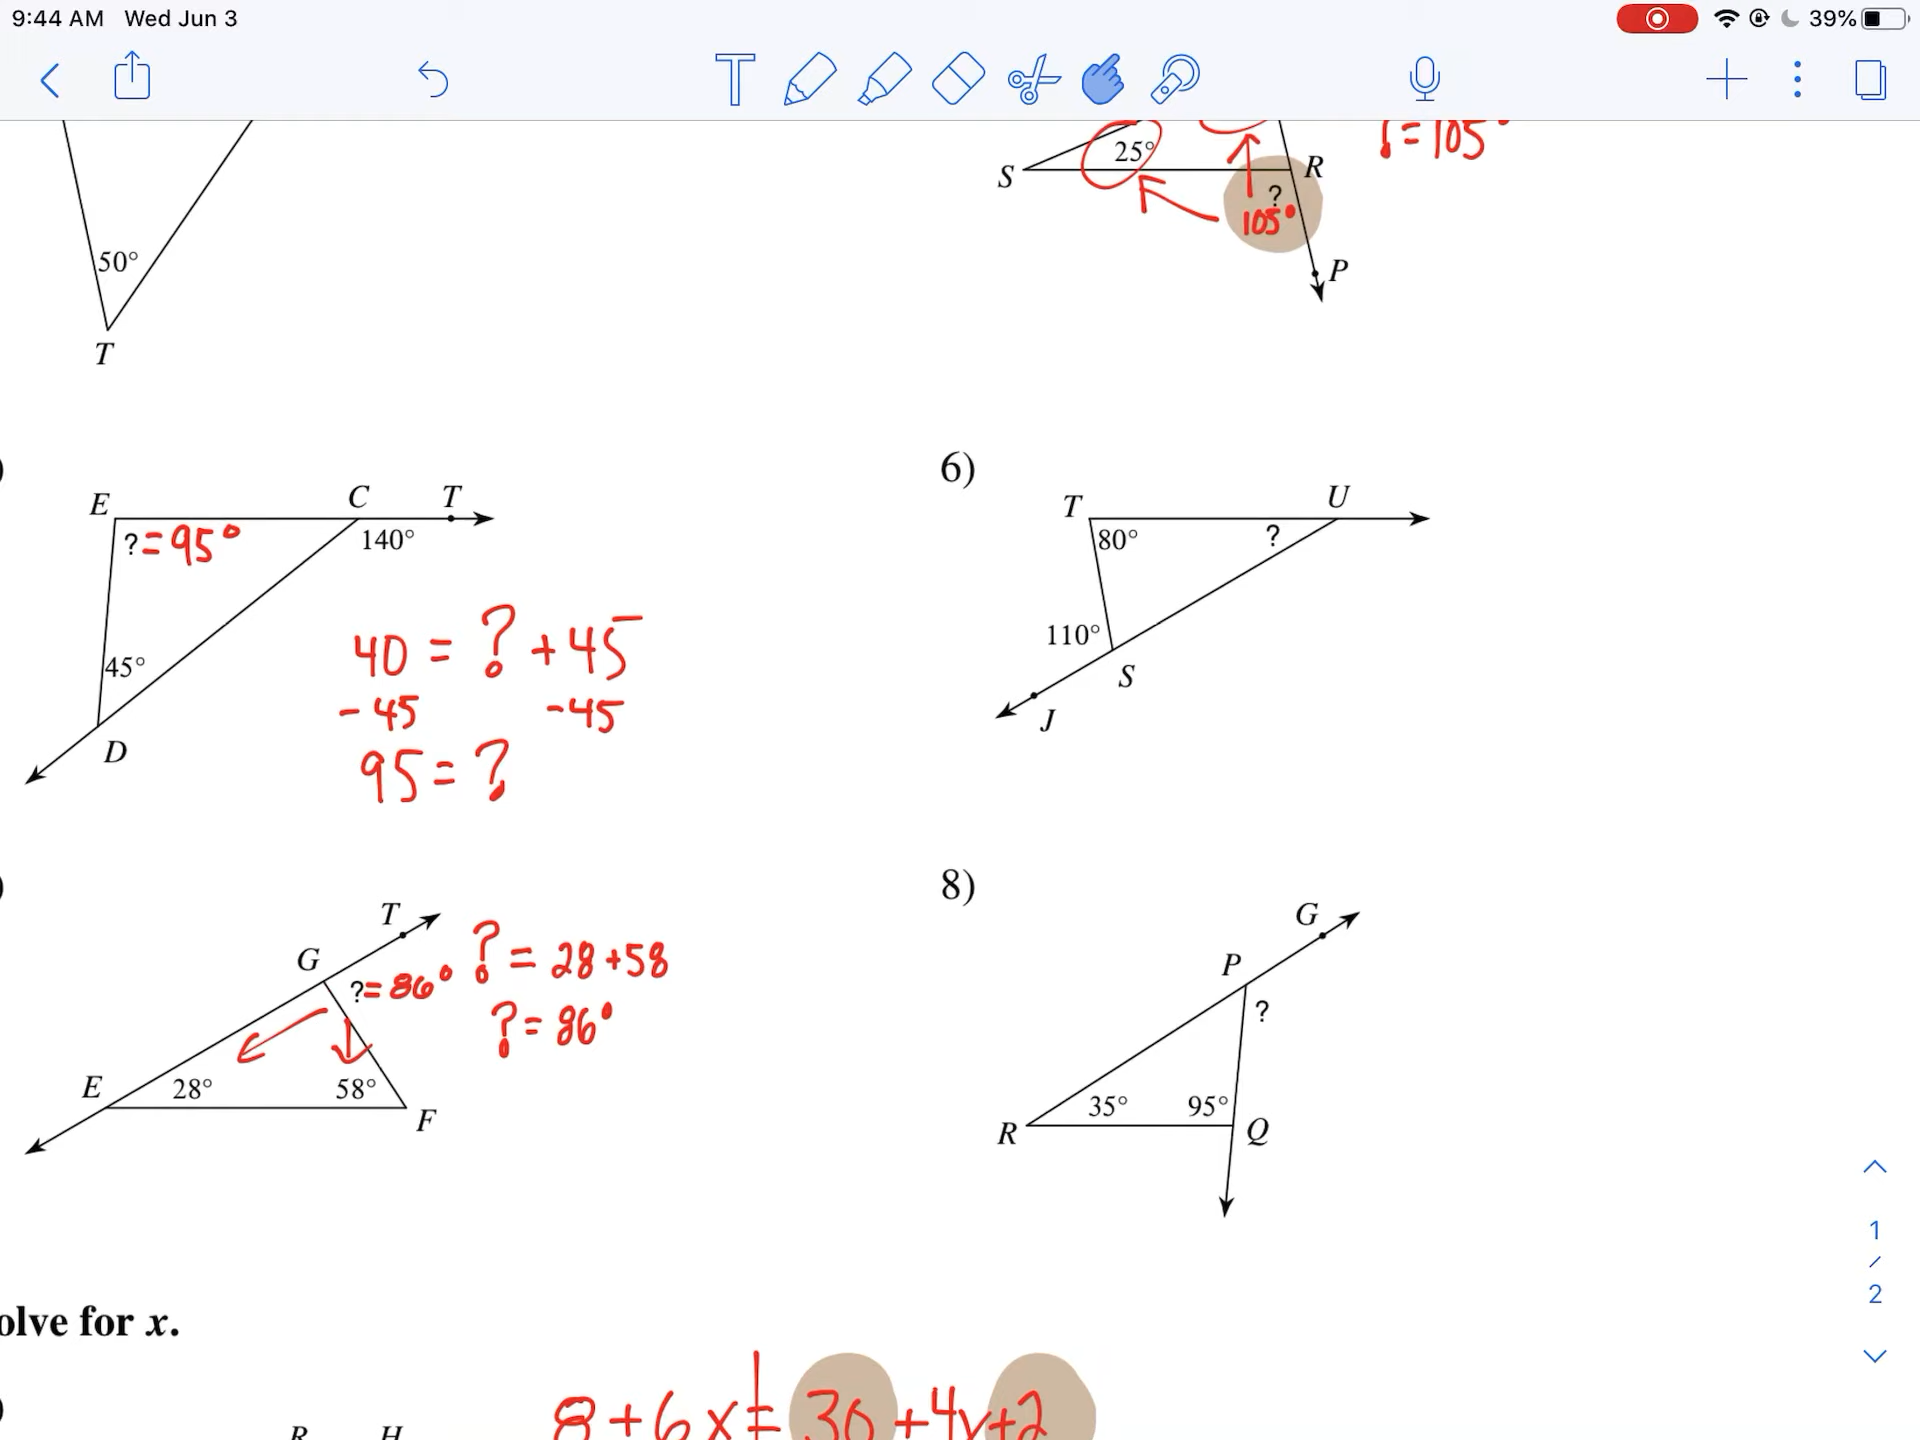 9:44 AM Wed Jun 3
39%
50°
T
S
25°
R
?
105°
P
?=105°
E
C
T
?=95°
140°
45°
D
40 = ? + 45
-45 -45
95 = ?
6)
T
U
80°
?
110°
S
J
T
G
?= 86°
? = 28+58
? = 86°
E
28°
58°
F
8)
G
P
?
R
35°
95°
Q
1
/
2
olve for x.
R
H
8+6x = 30+4x+2